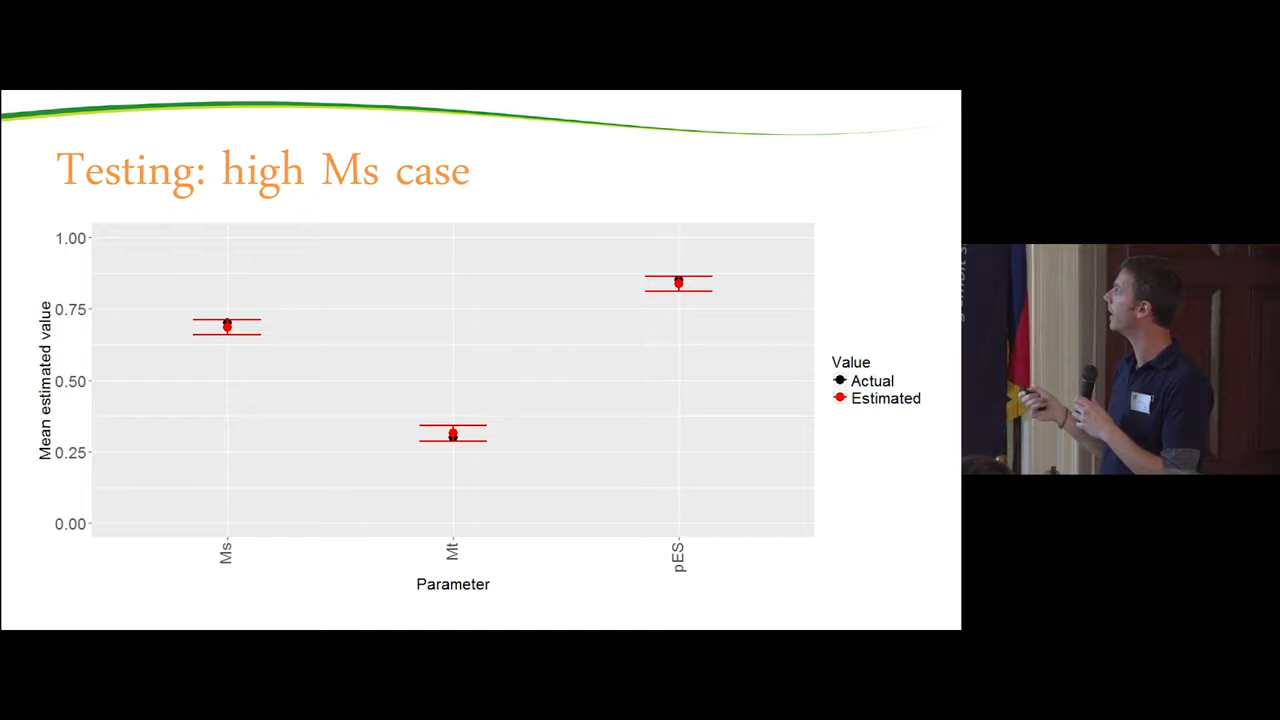 Testing: high Ms case
Mean estimated value
1.00
0.75
0.50
0.25
0.00
Ms
Mt
pES
Parameter
Value
Actual
Estimated